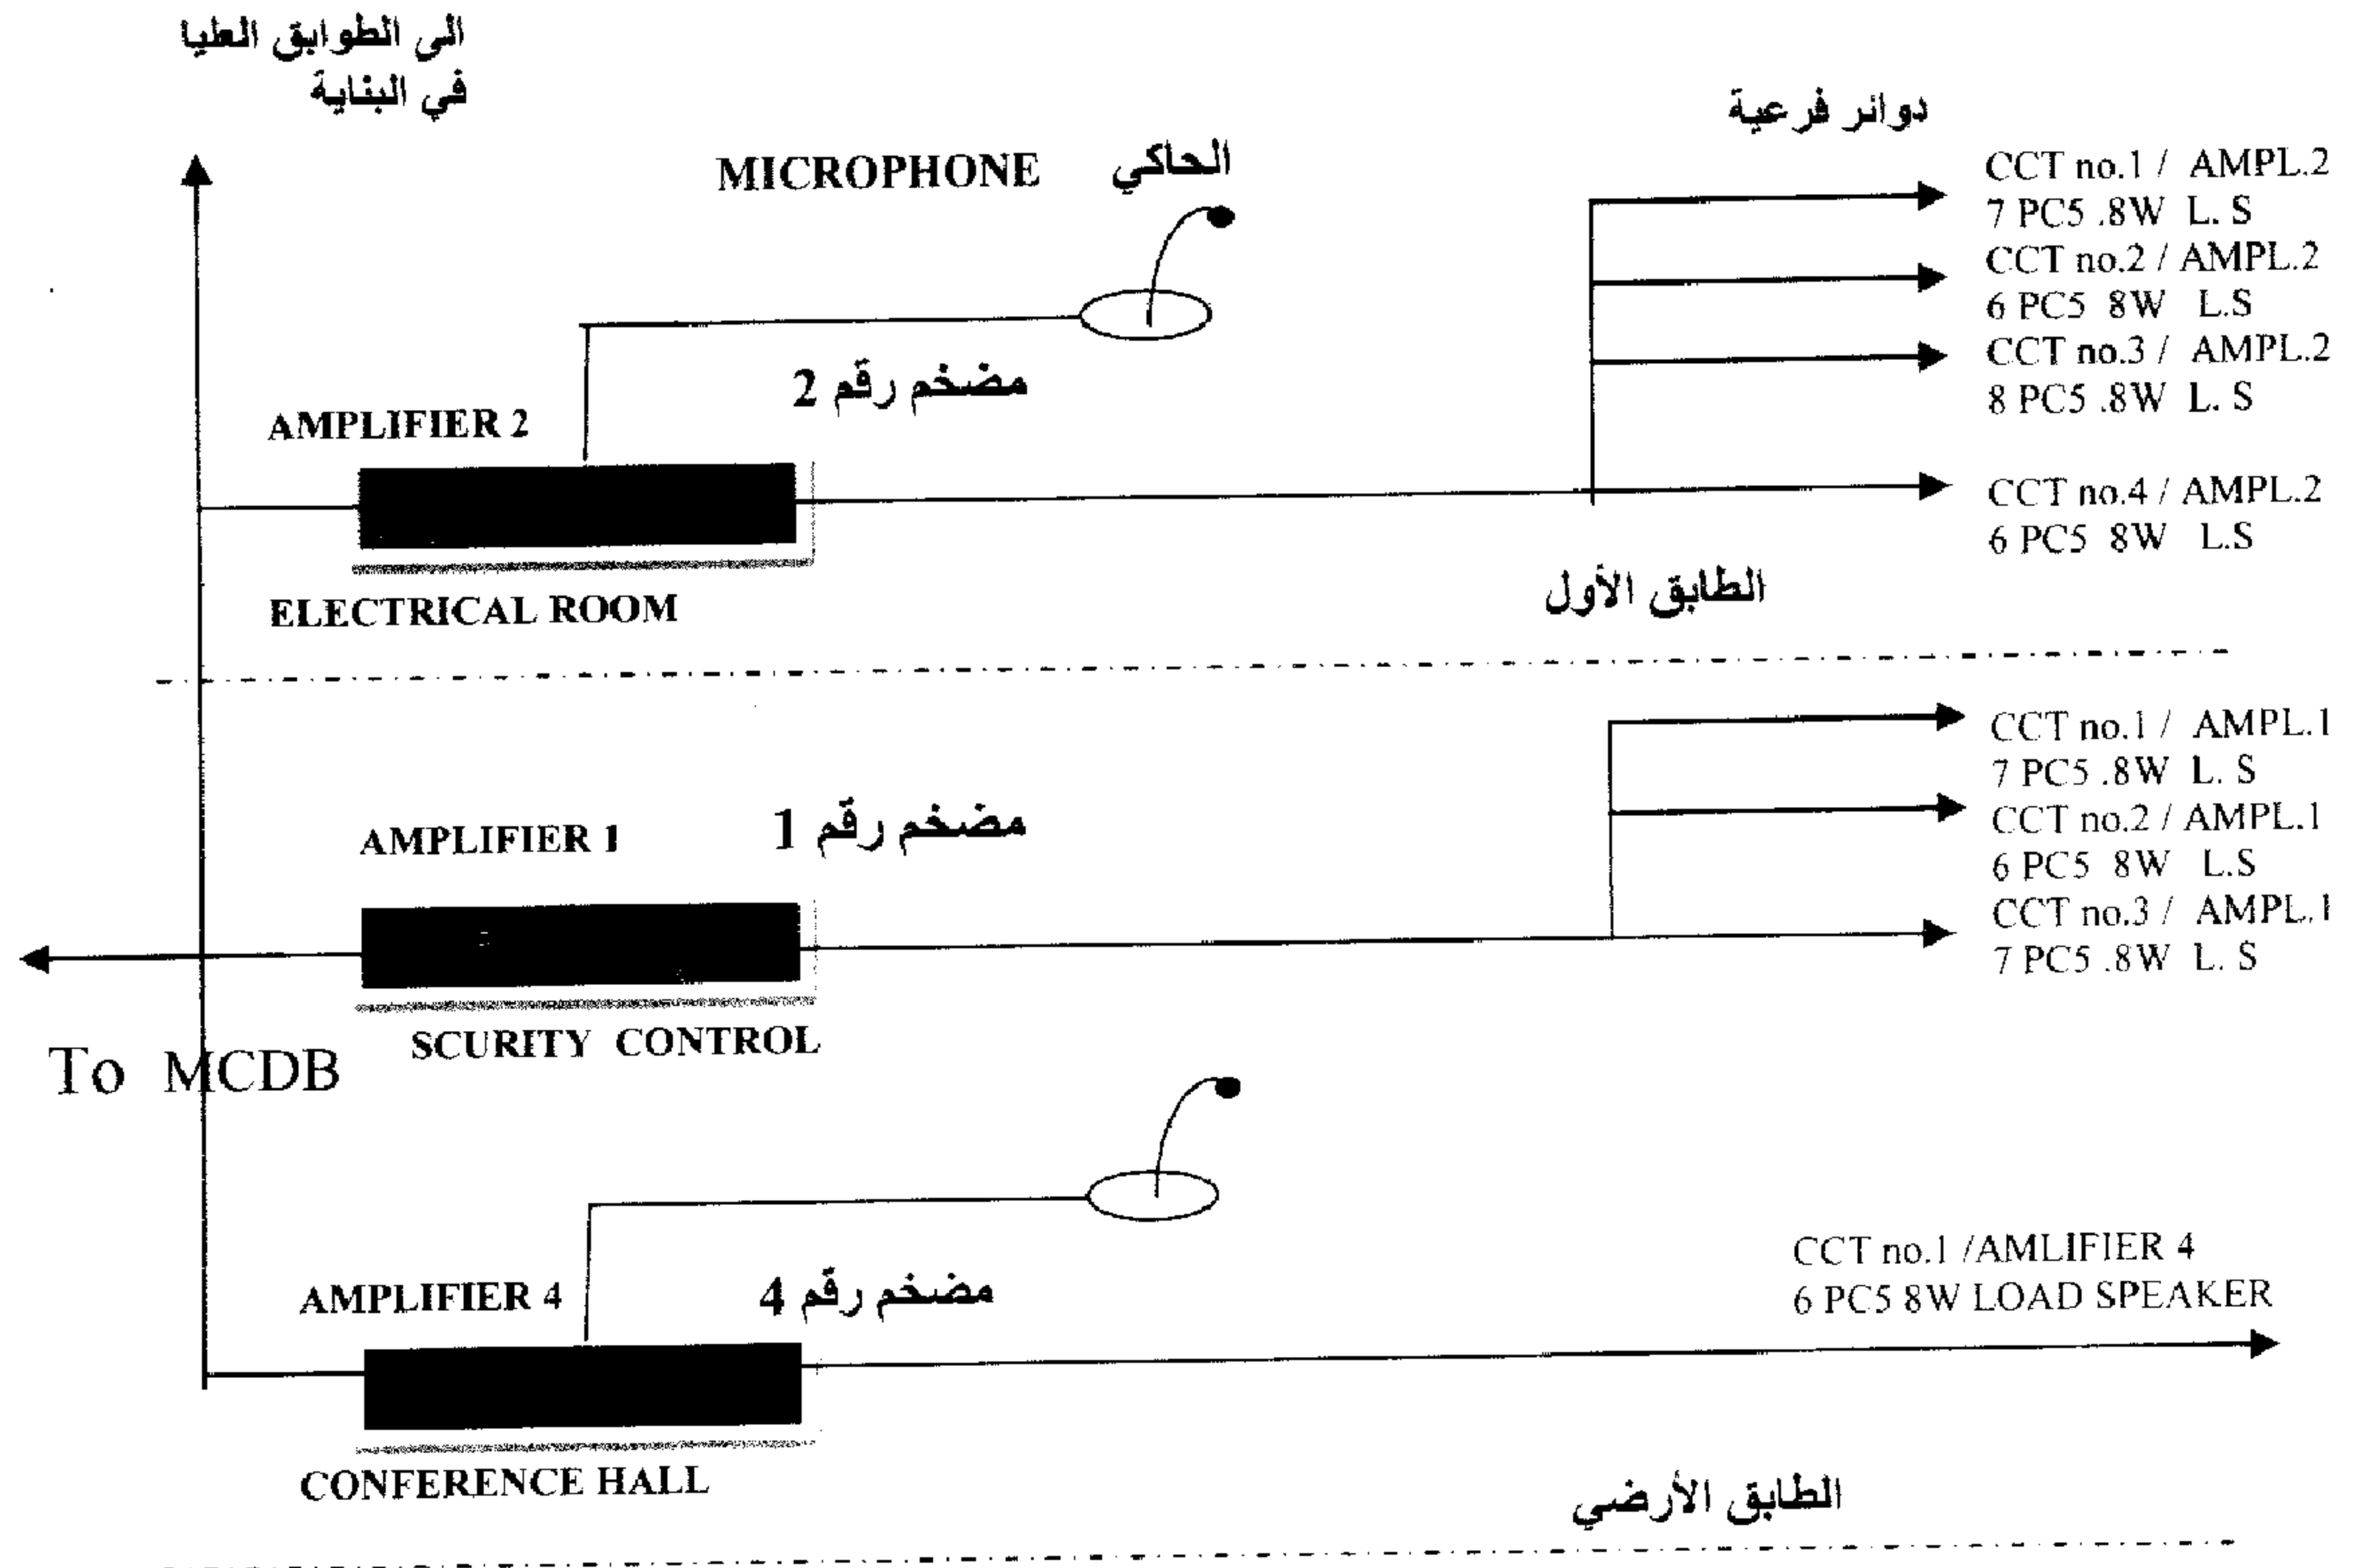 الى الطوابق العليا
في البناية
دوائر فرعية
MICROPHONE الحاكي
CCT no.1 / AMPL.2
7 PC5 .8W L. S
CCT no.2 / AMPL.2
6 PC5 8W L.S
CCT no.3 / AMPL.2
8 PC5 .8W L. S
مضخم رقم 2
AMPLIFIER 2
CCT no.4 / AMPL.2
6 PC5 8W L.S
ELECTRICAL ROOM
الطابق الأول
CCT no.1 / AMPL.1
7 PC5 .8W L. S
CCT no.2 / AMPL.1
6 PC5 8W L.S
CCT no.3 / AMPL.1
7 PC5 .8W L. S
AMPLIFIER 1 مضخم رقم 1
SCURITY CONTROL
To MCDB
CCT no.1 /AMLIFIER 4
6 PC5 8W LOAD SPEAKER
AMPLIFIER 4 مضخم رقم 4
CONFERENCE HALL
الطابق الأرضي